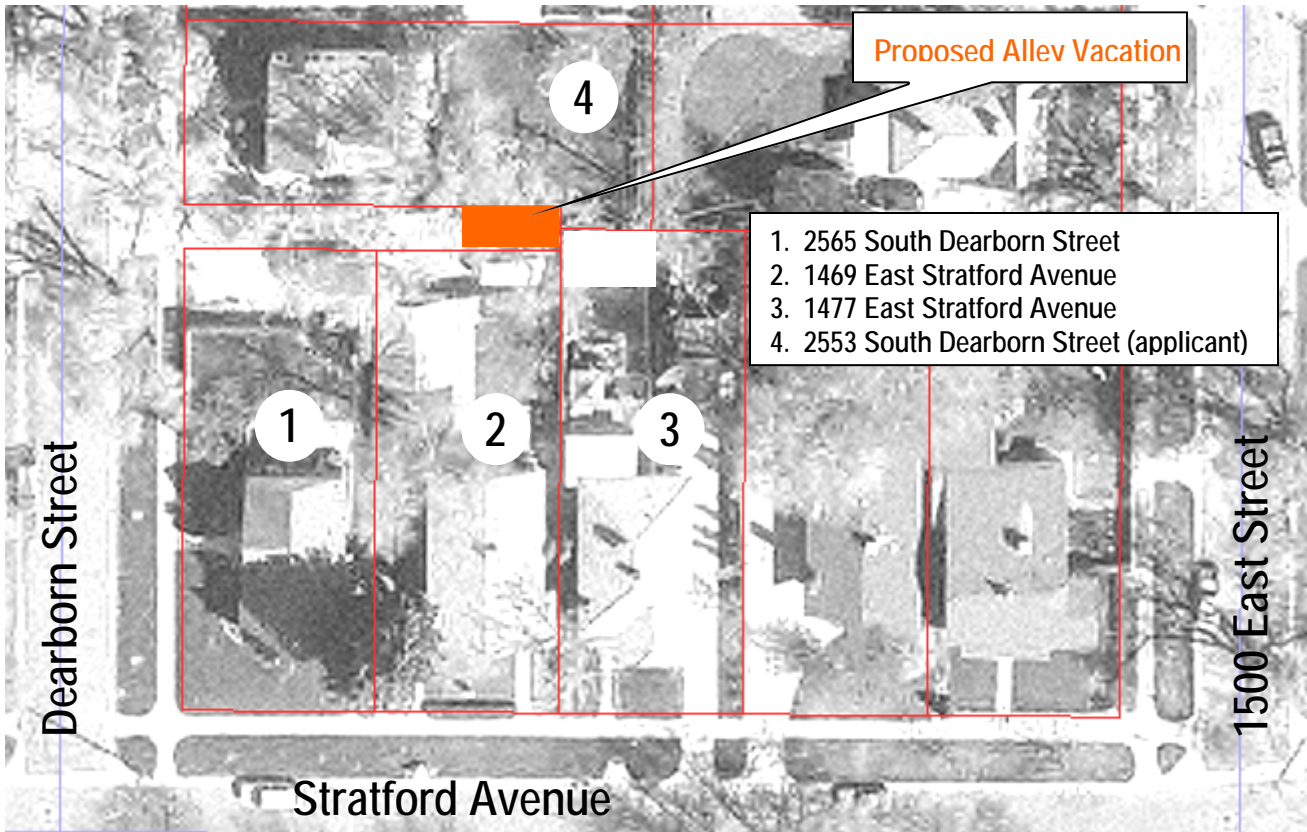 Proposed Alley Vacation
4
1. 2565 South Dearborn Street
2. 1469 East Stratford Avenue
3. 1477 East Stratford Avenue
4. 2553 South Dearborn Street (applicant)
1
2
3
Dearborn Street
1500 East Street
Stratford Avenue